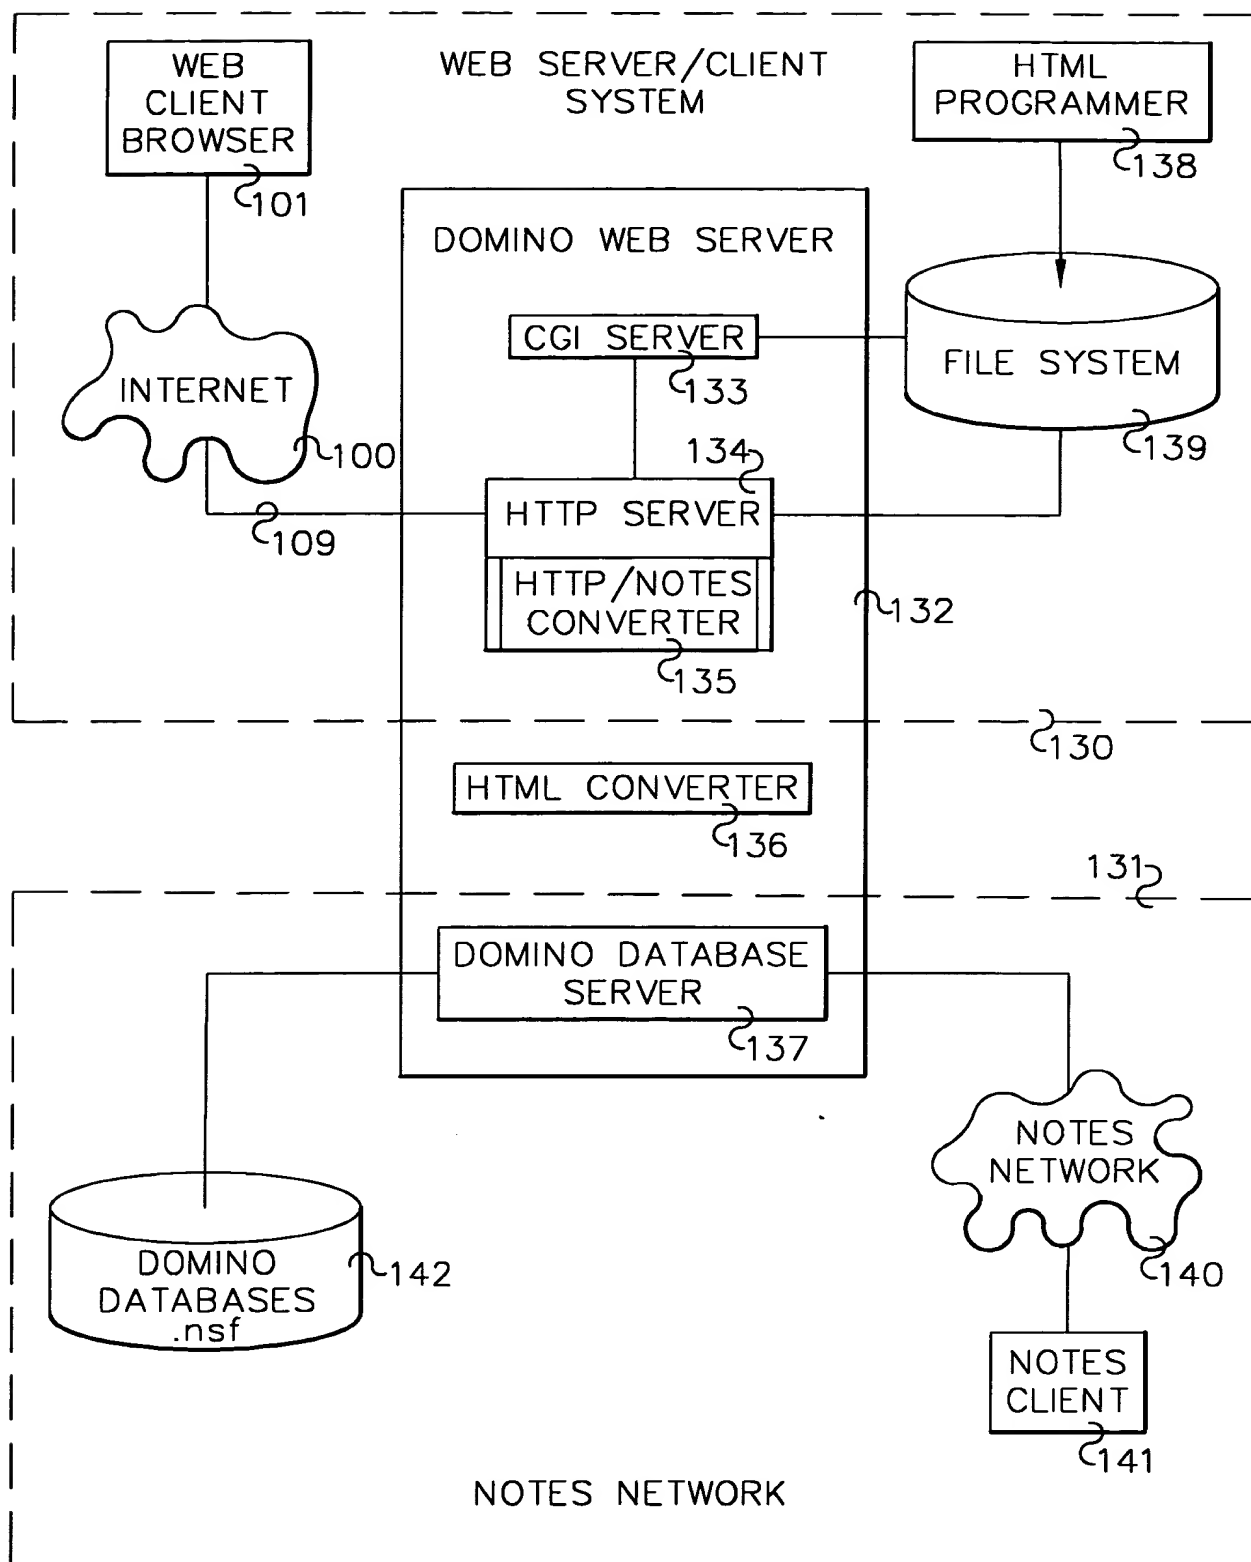 WEB
CLIENT
BROWSER
101
WEB SERVER/CLIENT
SYSTEM
HTML
PROGRAMMER
138
DOMINO WEB SERVER
CGI SERVER
133
FILE SYSTEM
139
INTERNET
100
109
134
HTTP SERVER
HTTP/NOTES
CONVERTER
135
132
130
HTML CONVERTER
136
131
DOMINO DATABASE
SERVER
137
NOTES
NETWORK
140
DOMINO
DATABASES
.nsf
142
NOTES
CLIENT
141
NOTES NETWORK